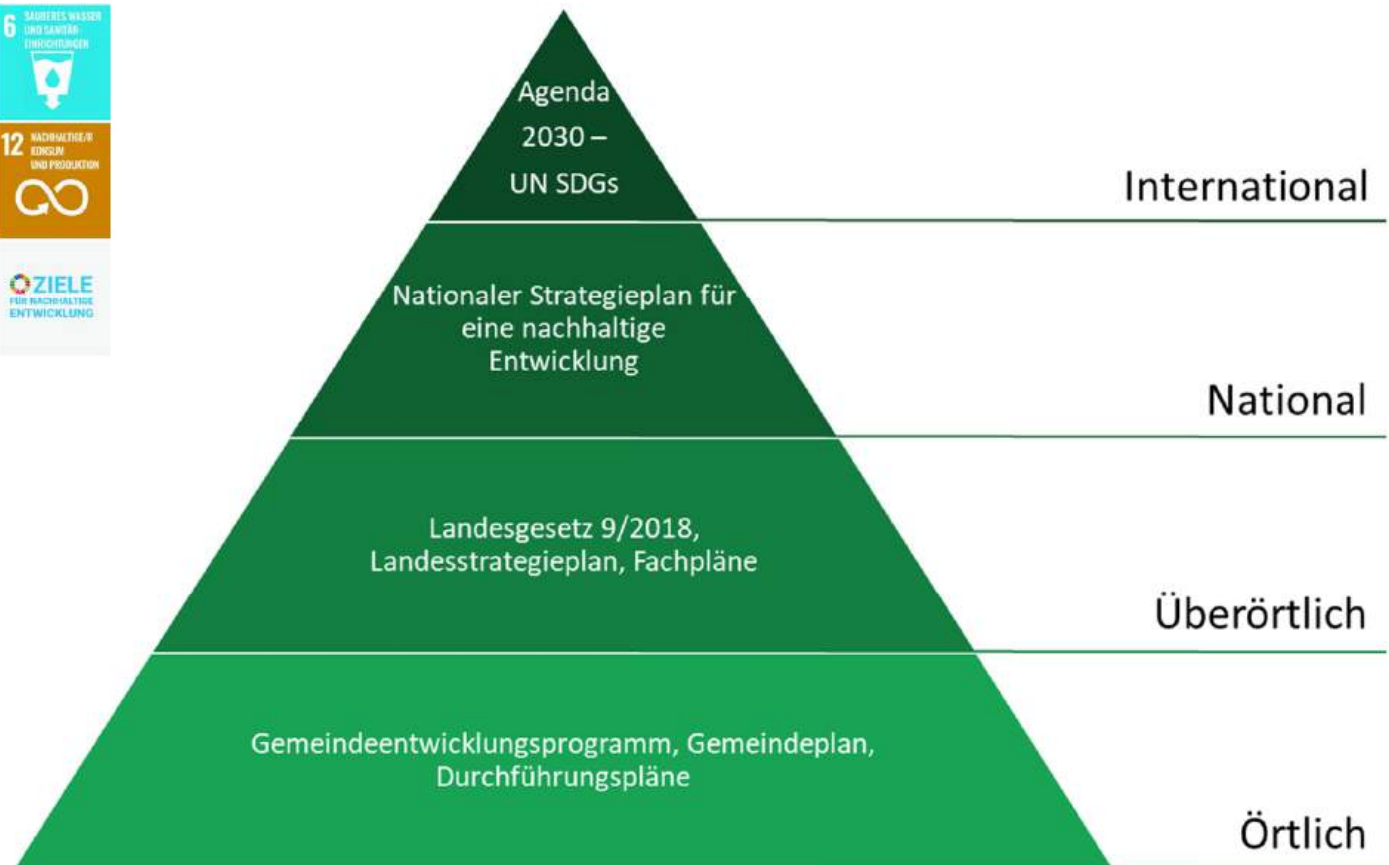 6 SAUBERES WASSER
UND SANITÄR-
EINRICHTUNGEN
12 NACHHALTIGE/R
KONSUM
UND PRODUKTION
ZIELE
FÜR NACHHALTIGE
ENTWICKLUNG
Agenda
2030 –
UN SDGs
International
Nationaler Strategieplan für
eine nachhaltige
Entwicklung
National
Landesgesetz 9/2018,
Landesstrategieplan, Fachpläne
Überörtlich
Gemeindeentwicklungsprogramm, Gemeindeplan,
Durchführungspläne
Örtlich